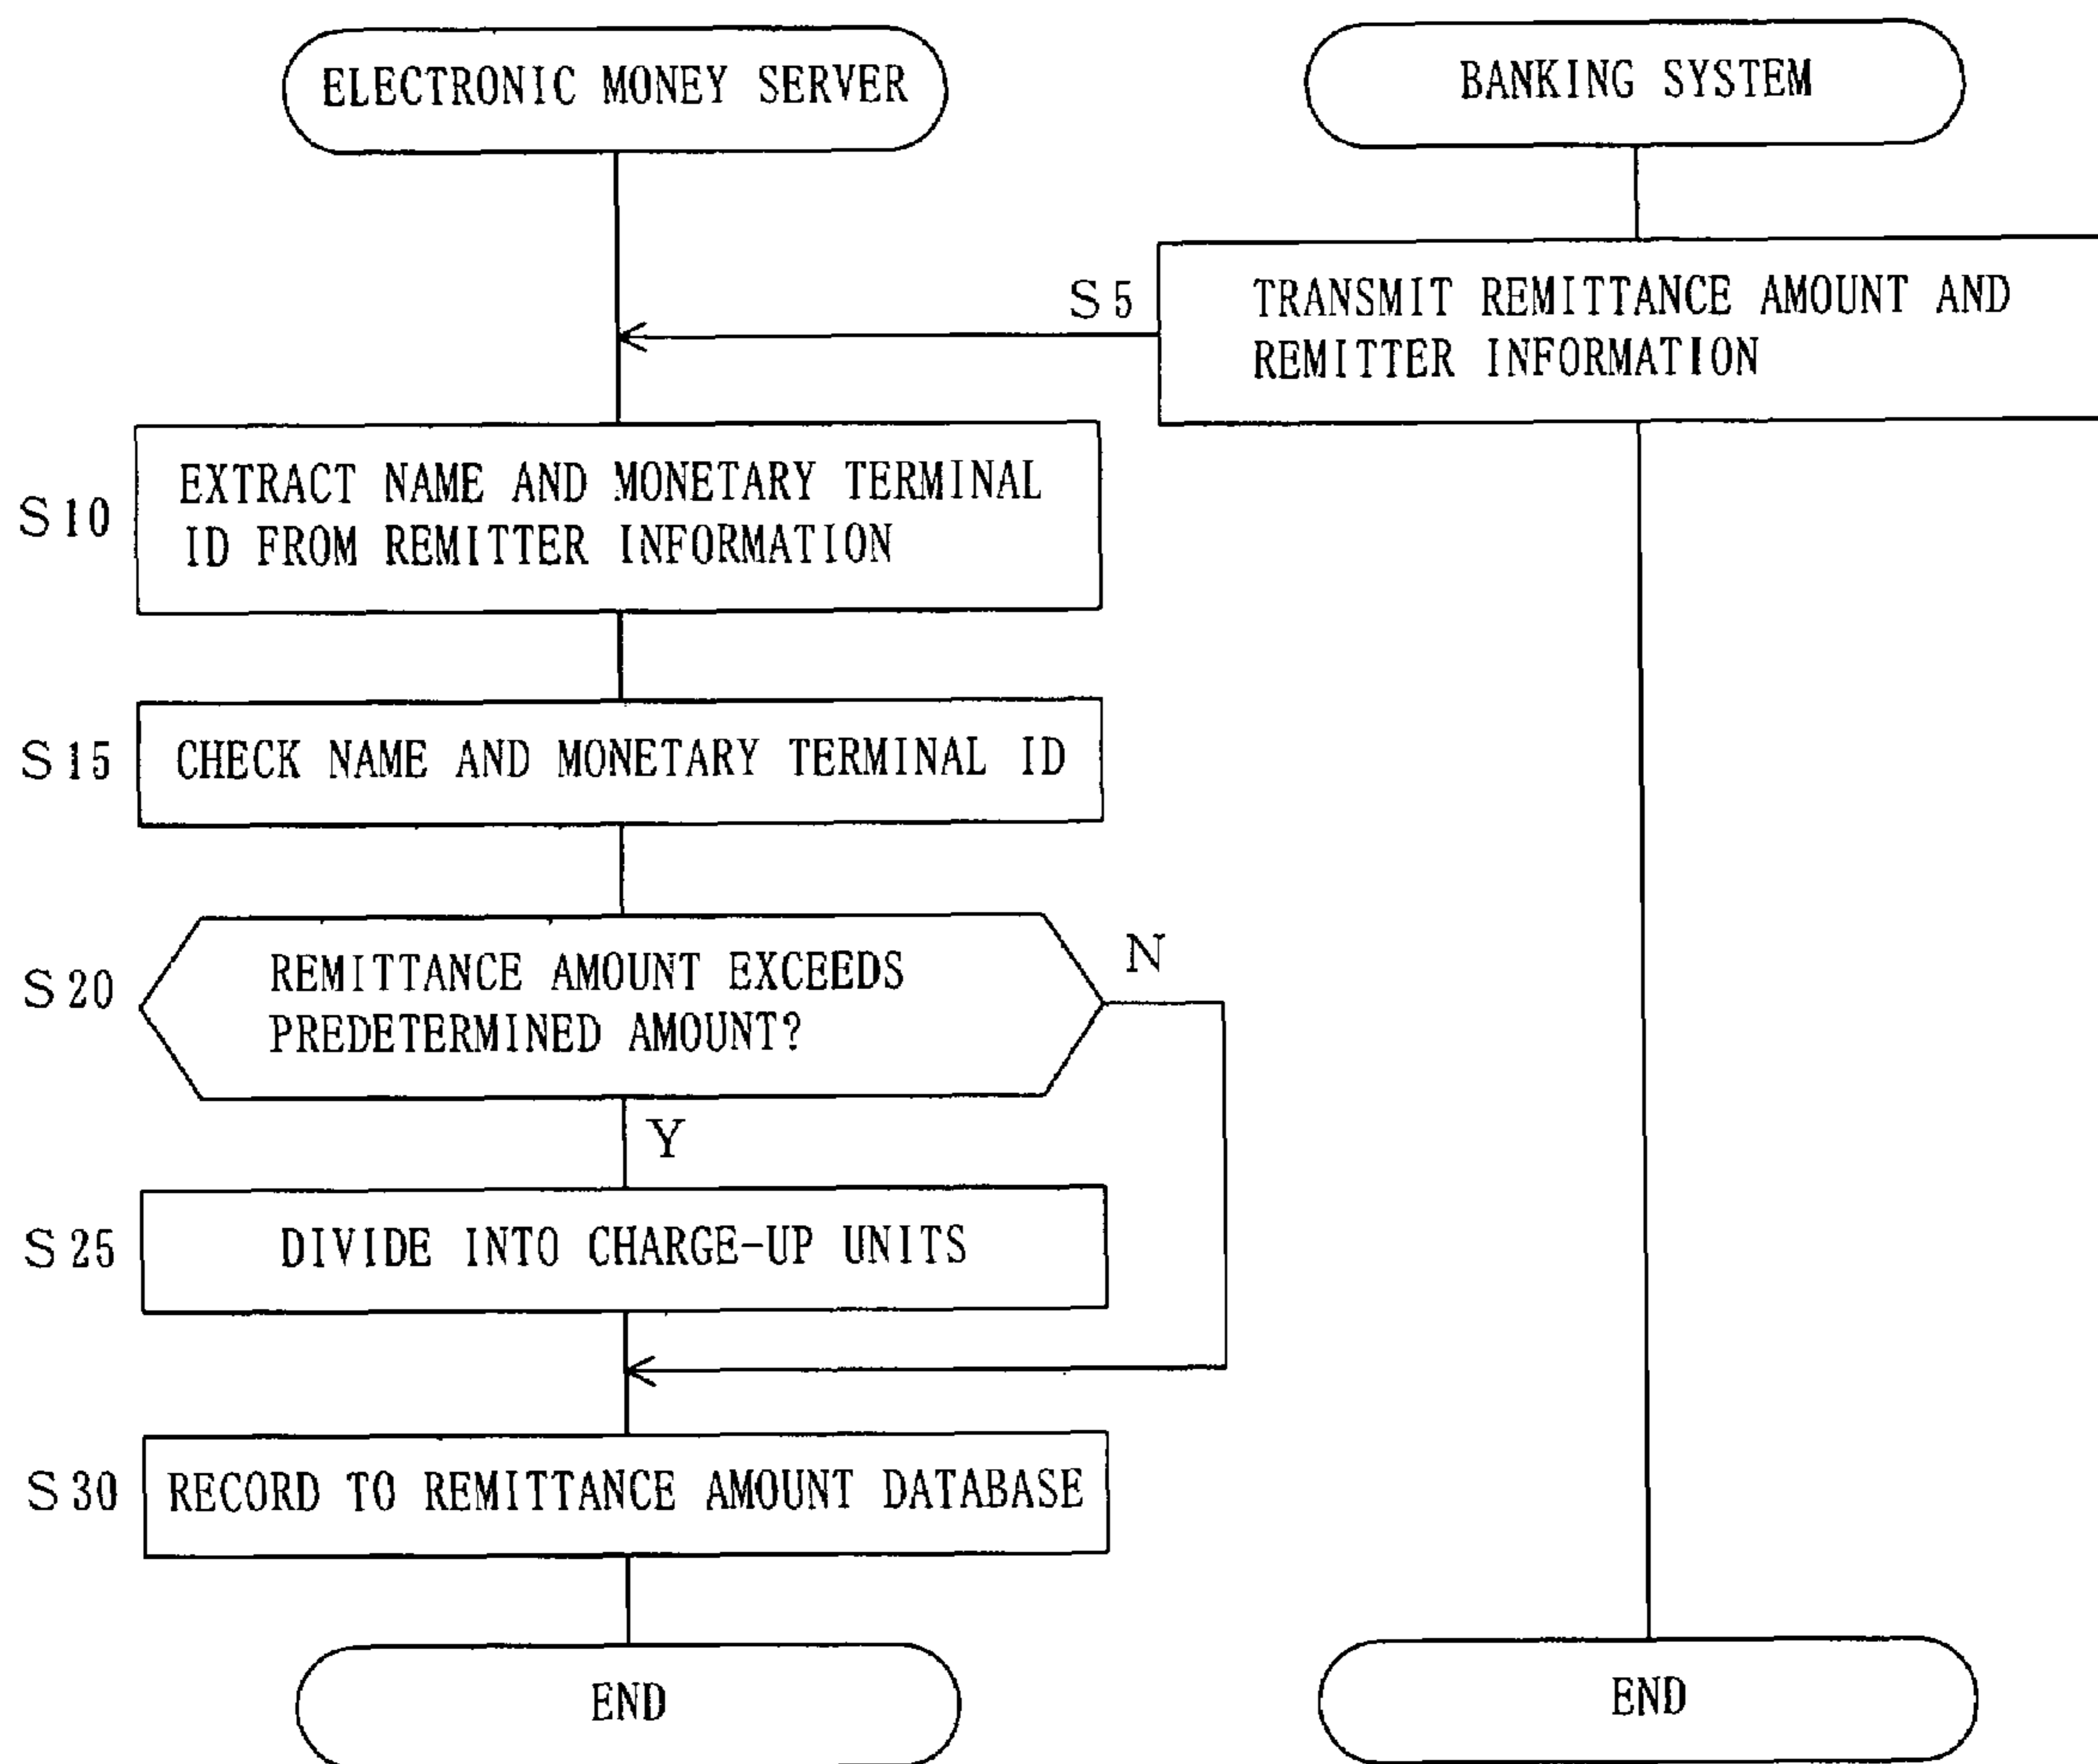 ELECTRONIC MONEY SERVER
BANKING SYSTEM
S5
TRANSMIT REMITTANCE AMOUNT AND
REMITTER INFORMATION
S10
EXTRACT NAME AND MONETARY TERMINAL
ID FROM REMITTER INFORMATION
S15
CHECK NAME AND MONETARY TERMINAL ID
S20
REMITTANCE AMOUNT EXCEEDS
PREDETERMINED AMOUNT?
N
Y
S25
DIVIDE INTO CHARGE-UP UNITS
S30
RECORD TO REMITTANCE AMOUNT DATABASE
END
END